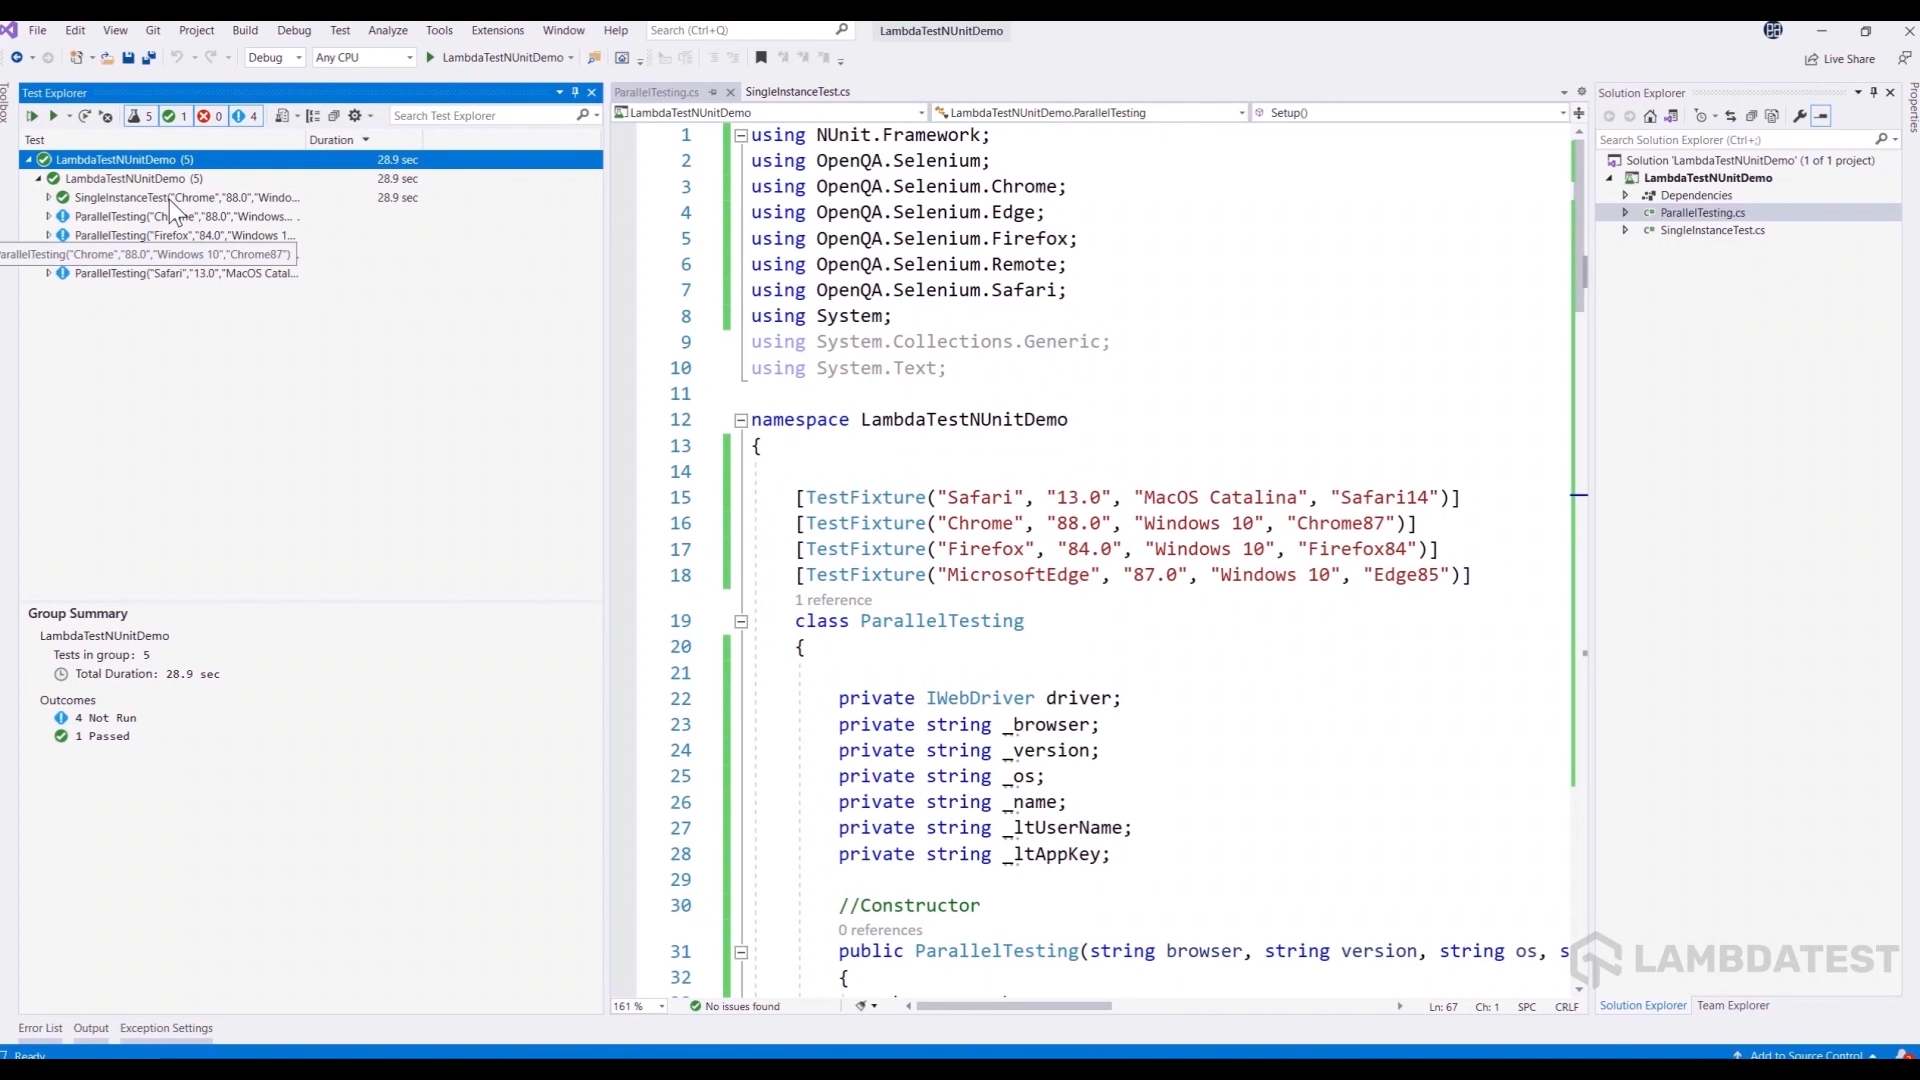 File Edit View Git Project Build Debug Test Analyze Tools Extensions Window Help Search (Ctrl+Q) LambdaTestNUnitDemo
Debug Any CPU LambdaTestNUnitDemo Live Share
Toolbox
Test Explorer
5 1 0 4 Search Test Explorer
Test Duration
LambdaTestNUnitDemo (5) 28.9 sec
LambdaTestNUnitDemo (5) 28.9 sec
SingleInstanceTest("Chrome","88.0","Windo... 28.9 sec
ParallelTesting("Chrome","88.0","Windows...
ParallelTesting("Firefox","84.0","Windows 1...
arallelTesting("Chrome","88.0","Windows 10","Chrome87")
ParallelTesting("Safari","13.0","MacOS Catal...
Group Summary
LambdaTestNUnitDemo
Tests in group: 5
Total Duration: 28.9 sec
Outcomes
4 Not Run
1 Passed
Error List Output Exception Settings
ParallelTesting.cs SingleInstanceTest.cs
LambdaTestNUnitDemo LambdaTestNUnitDemo.ParallelTesting Setup()
1 using NUnit.Framework;
2 using OpenQA.Selenium;
3 using OpenQA.Selenium.Chrome;
4 using OpenQA.Selenium.Edge;
5 using OpenQA.Selenium.Firefox;
6 using OpenQA.Selenium.Remote;
7 using OpenQA.Selenium.Safari;
8 using System;
9 using System.Collections.Generic;
10 using System.Text;
11
12 namespace LambdaTestNUnitDemo
13 {
14
15 [TestFixture("Safari", "13.0", "MacOS Catalina", "Safari14")]
16 [TestFixture("Chrome", "88.0", "Windows 10", "Chrome87")]
17 [TestFixture("Firefox", "84.0", "Windows 10", "Firefox84")]
18 [TestFixture("MicrosoftEdge", "87.0", "Windows 10", "Edge85")]
1 reference
19 class ParallelTesting
20 {
21
22 private IWebDriver driver;
23 private string _browser;
24 private string _version;
25 private string _os;
26 private string _name;
27 private string _ltUserName;
28 private string _ltAppKey;
29
30 //Constructor
0 references
31 public ParallelTesting(string browser, string version, string os, s
32 {
161 % No issues found Ln: 67 Ch: 1 SPC CRLF
Solution Explorer
Search Solution Explorer (Ctrl+;)
Solution 'LambdaTestNUnitDemo' (1 of 1 project)
LambdaTestNUnitDemo
Dependencies
C# ParallelTesting.cs
C# SingleInstanceTest.cs
LAMBDATEST
Solution Explorer Team Explorer
Properties
Ready Add to Source Control